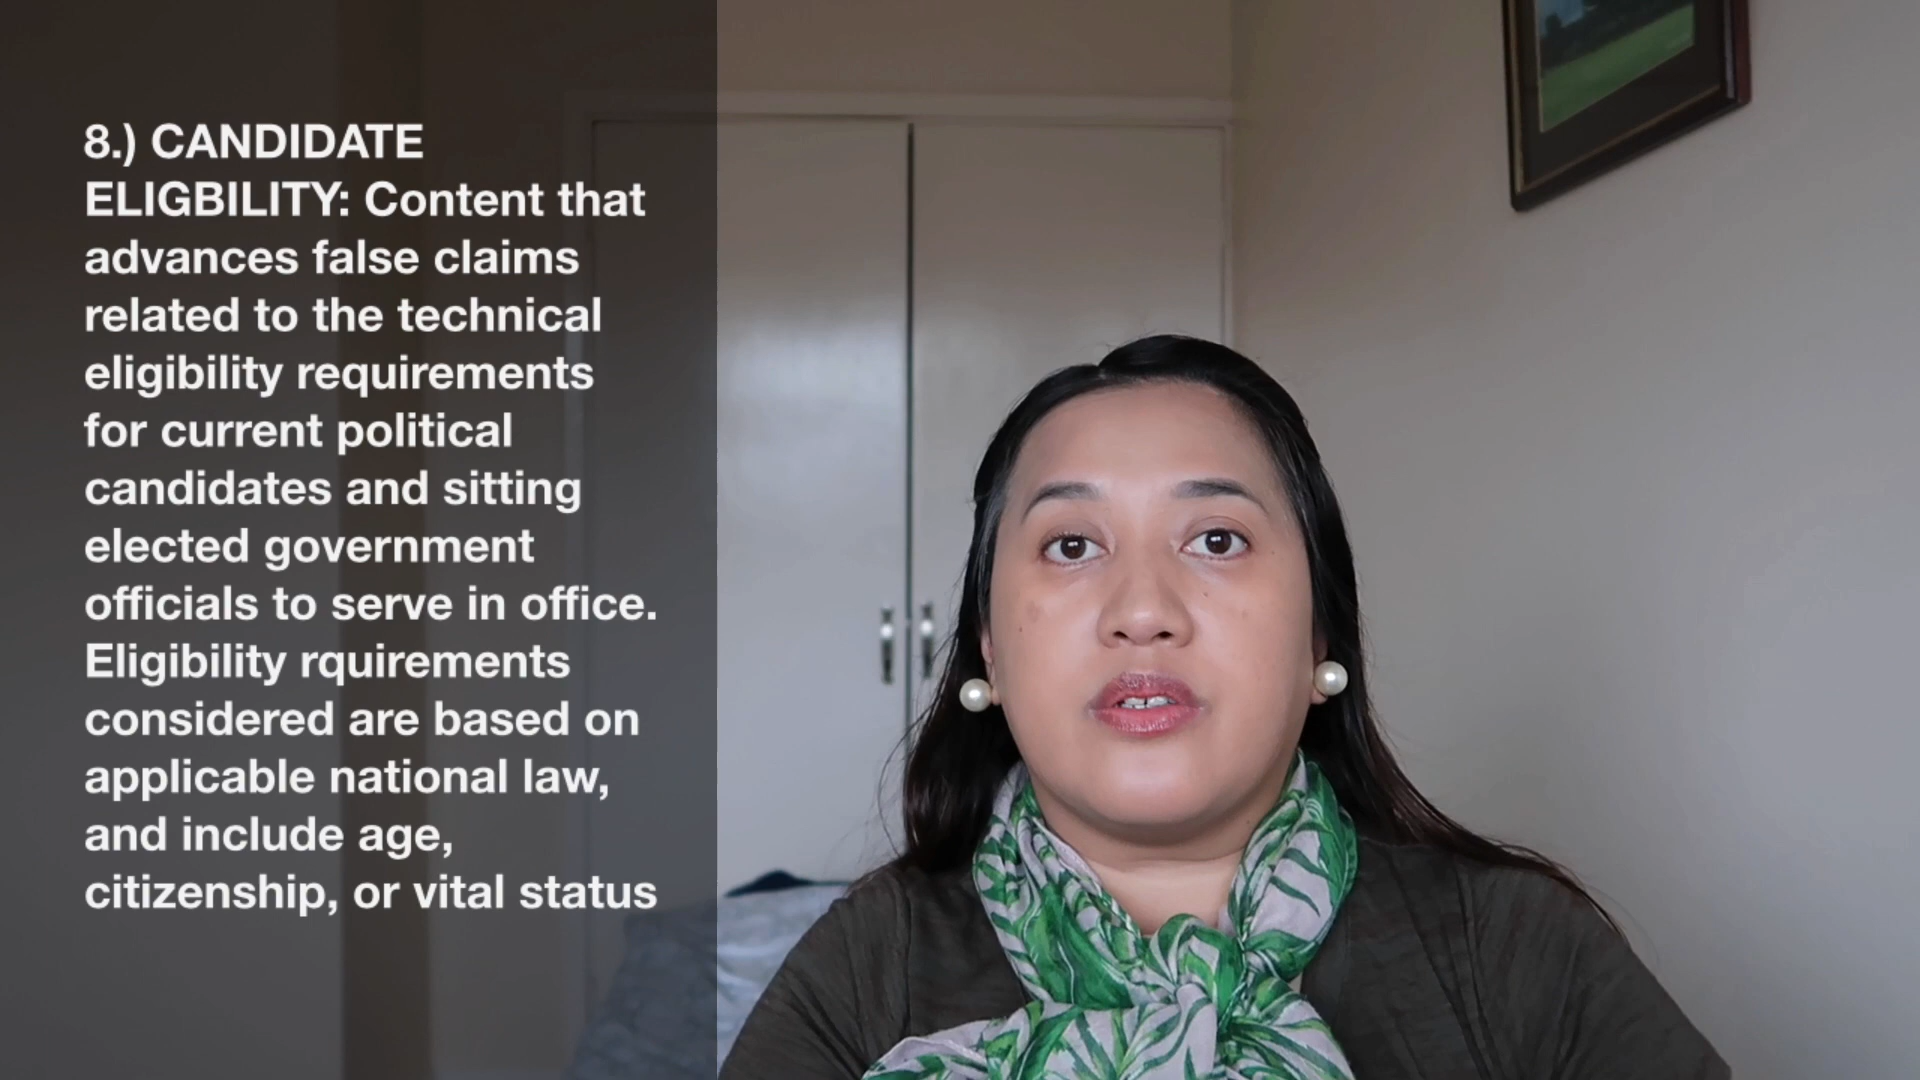 8.) CANDIDATE
ELIGBILITY: Content that
advances false claims
related to the technical
eligibility requirements
for current political
candidates and sitting
elected government
officials to serve in office.
Eligibility rquirements
considered are based on
applicable national law,
and include age,
citizenship, or vital status